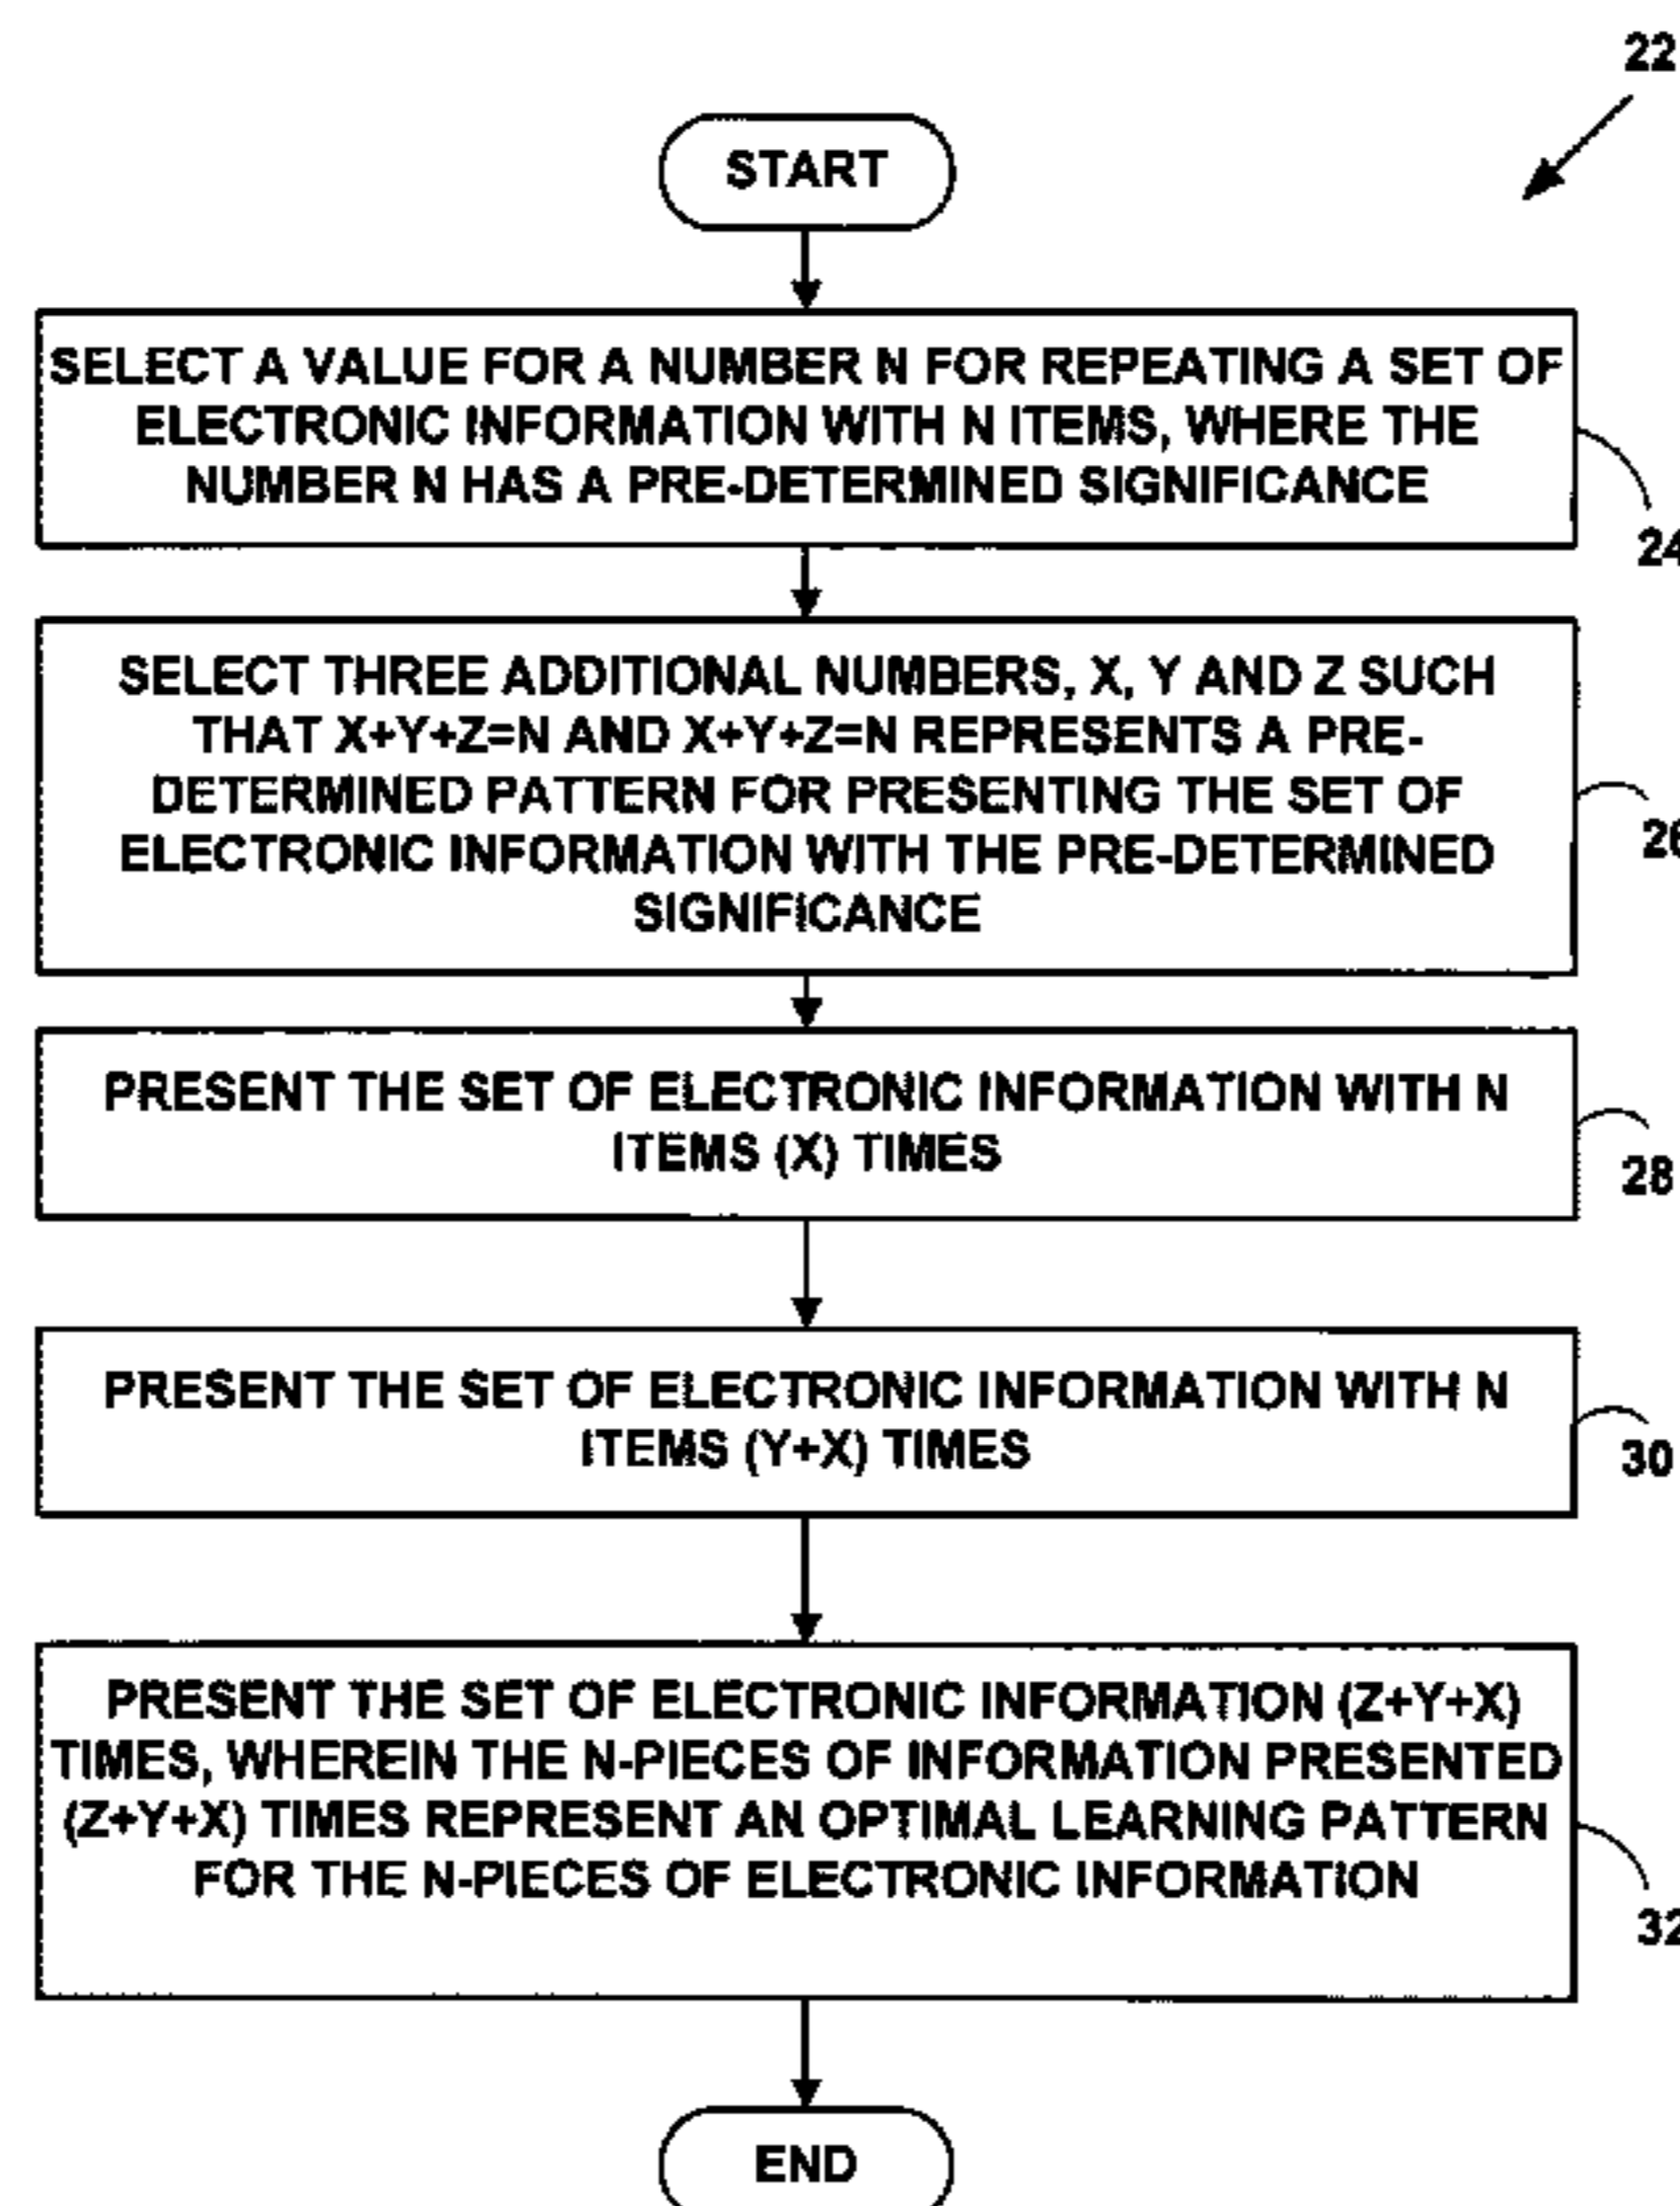 22
START
SELECT A VALUE FOR A NUMBER N FOR REPEATING A SET OF
ELECTRONIC INFORMATION WITH N ITEMS, WHERE THE
NUMBER N HAS A PRE-DETERMINED SIGNIFICANCE
24
SELECT THREE ADDITIONAL NUMBERS, X, Y AND Z SUCH
THAT X+Y+Z=N AND X+Y+Z=N REPRESENTS A PRE-
DETERMINED PATTERN FOR PRESENTING THE SET OF
ELECTRONIC INFORMATION WITH THE PRE-DETERMINED
SIGNIFICANCE
26
PRESENT THE SET OF ELECTRONIC INFORMATION WITH N
ITEMS (X) TIMES
28
PRESENT THE SET OF ELECTRONIC INFORMATION WITH N
ITEMS (Y+X) TIMES
30
PRESENT THE SET OF ELECTRONIC INFORMATION (Z+Y+X)
TIMES, WHEREIN THE N-PIECES OF INFORMATION PRESENTED
(Z+Y+X) TIMES REPRESENT AN OPTIMAL LEARNING PATTERN
FOR THE N-PIECES OF ELECTRONIC INFORMATION
32
END